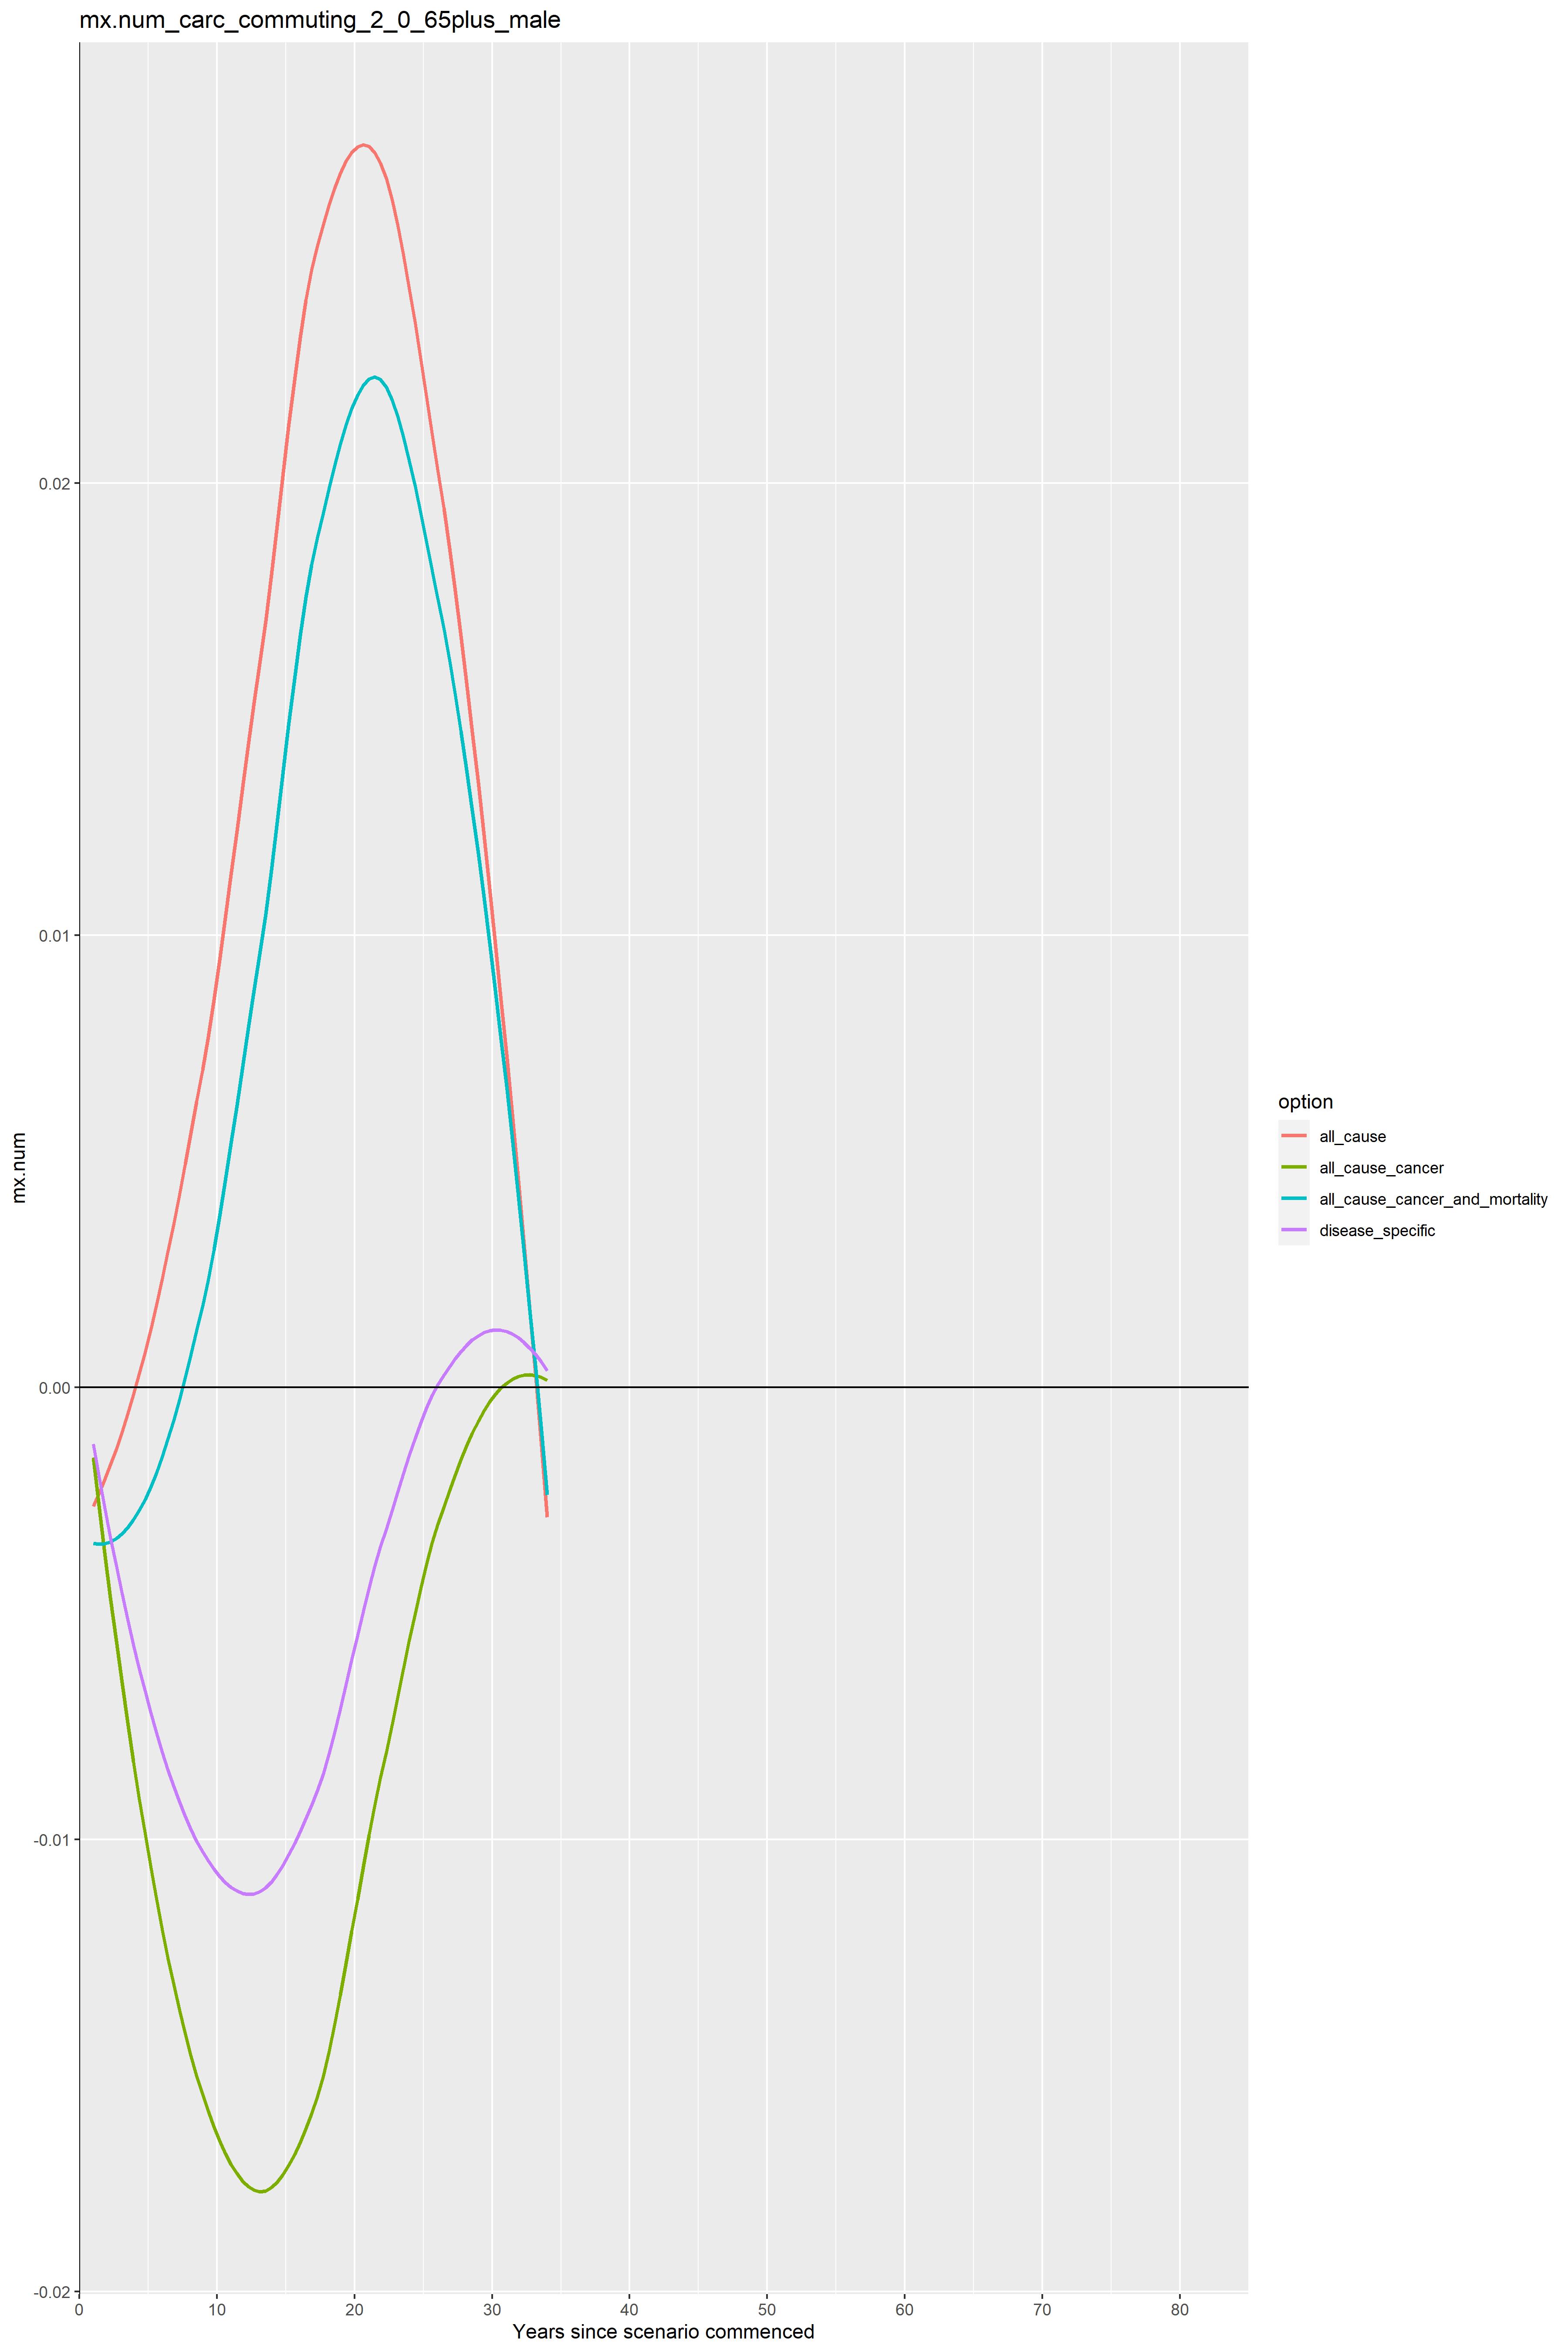 mx.num_carc_commuting_2_0_65plus_male
mx.num
0.02
0.01
0.00
-0.01
-0.02
0 10 20 30 40 50 60 70 80
Years since scenario commenced
option
all_cause
all_cause_cancer
all_cause_cancer_and_mortality
disease_specific